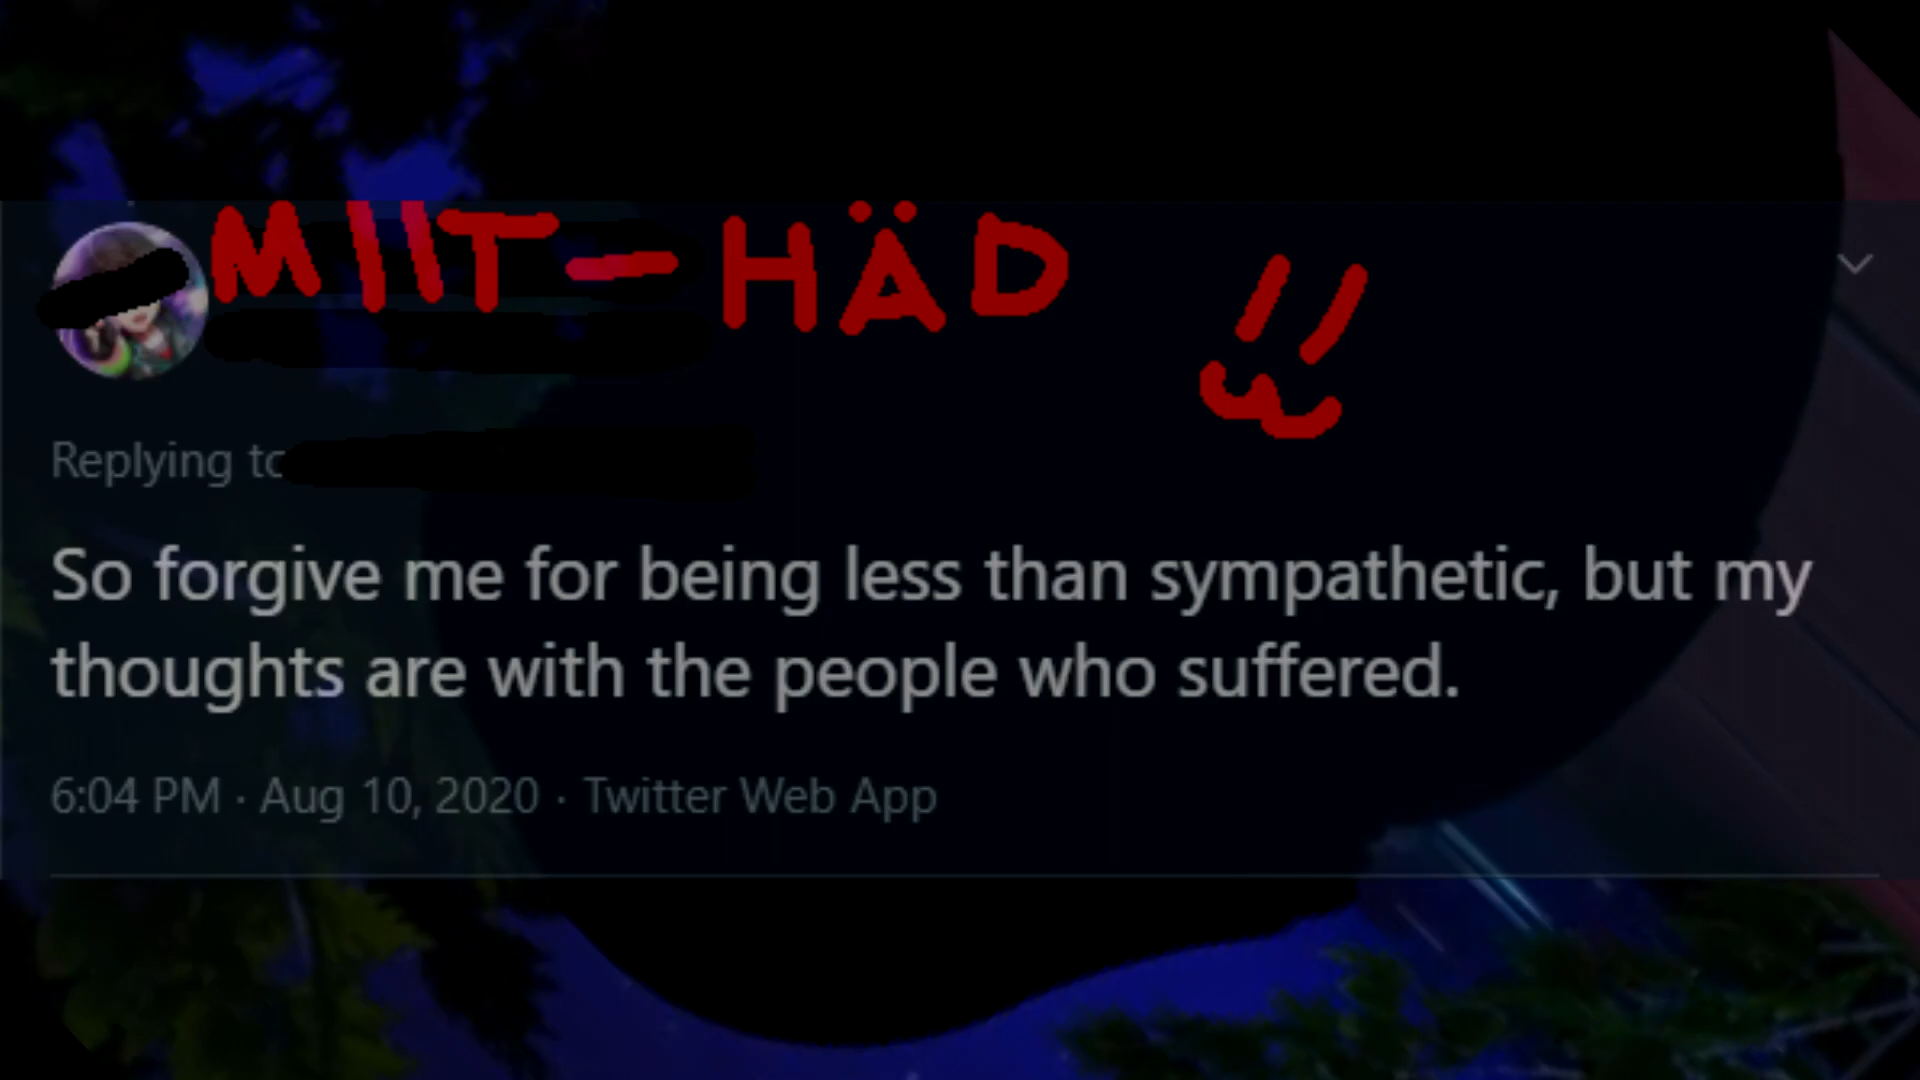 MIIT-HÄD
Replying to
So forgive me for being less than sympathetic, but my
thoughts are with the people who suffered.
6:04 PM · Aug 10, 2020 · Twitter Web App